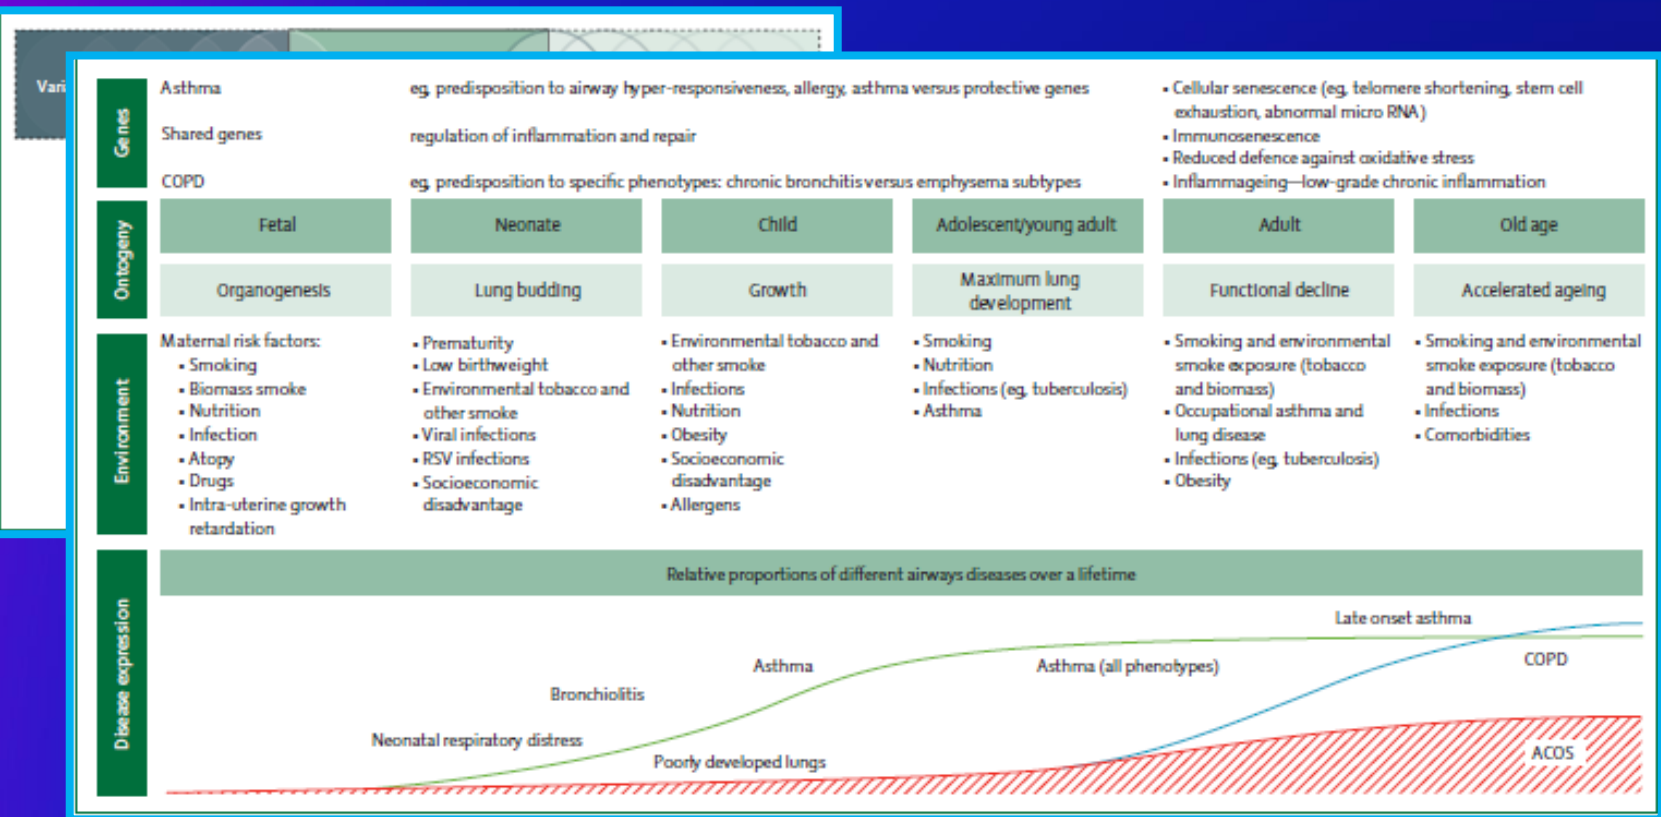 Vari
Genes
Asthma
eg, predisposition to airway hyper-responsiveness, allergy, asthma versus protective genes
Shared genes
regulation of inflammation and repair
COPD
eg, predisposition to specific phenotypes: chronic bronchitis versus emphysema subtypes
• Cellular senescence (eg, telomere shortening, stem cell
exhaustion, abnormal micro RNA)
• Immunosenescence
• Reduced defence against oxidative stress
• Inflammageing—low-grade chronic inflammation
Ontogeny
Fetal
Neonate
Child
Adolescent/young adult
Adult
Old age
Organogenesis
Lung budding
Growth
Maximum lung
development
Functional decline
Accelerated ageing
Environment
Maternal risk factors:
• Smoking
• Biomass smoke
• Nutrition
• Infection
• Atopy
• Drugs
• Intra-uterine growth
retardation
• Prematurity
• Low birthweight
• Environmental tobacco and
other smoke
• Viral infections
• RSV infections
• Socioeconomic
disadvantage
• Environmental tobacco and
other smoke
• Infections
• Nutrition
• Obesity
• Socioeconomic
disadvantage
• Allergens
• Smoking
• Nutrition
• Infections (eg, tuberculosis)
• Asthma
• Smoking and environmental
smoke exposure (tobacco
and biomass)
• Occupational asthma and
lung disease
• Infections (eg, tuberculosis)
• Obesity
• Smoking and environmental
smoke exposure (tobacco
and biomass)
• Infections
• Comorbidities
Disease expression
Relative proportions of different airways diseases over a lifetime
Late onset asthma
Asthma
Asthma (all phenotypes)
COPD
Bronchiolitis
Neonatal respiratory distress
Poorly developed lungs
ACOS